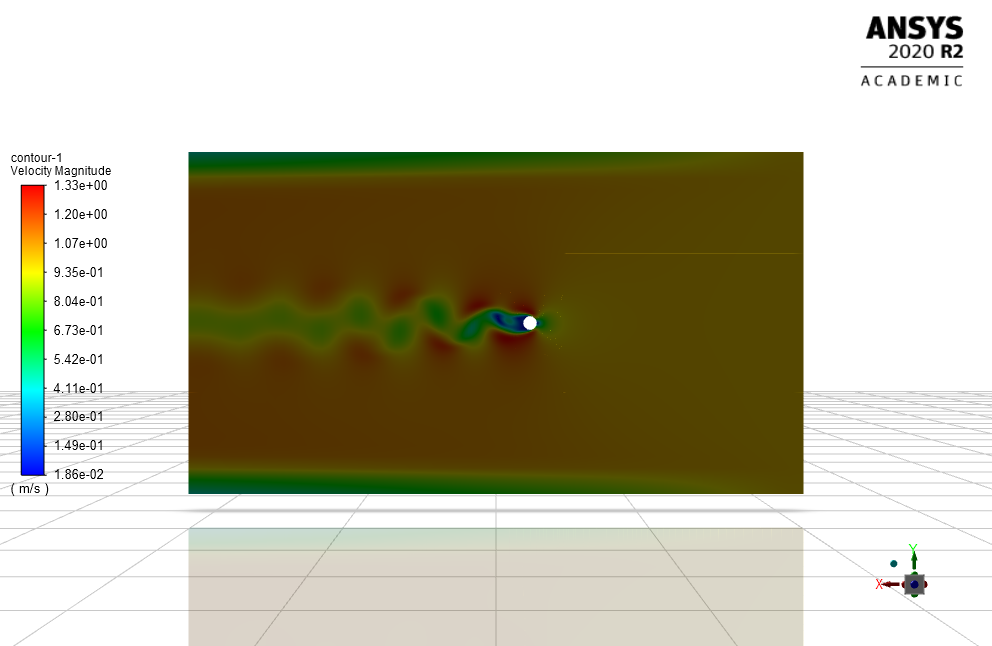 ANSYS
2020 R2
ACADEMIC
contour-1
Velocity Magnitude
1.33e+00
1.20e+00
1.07e+00
9.35e-01
8.04e-01
6.73e-01
5.42e-01
4.11e-01
2.80e-01
1.49e-01
1.86e-02
( m/s )
Y
X